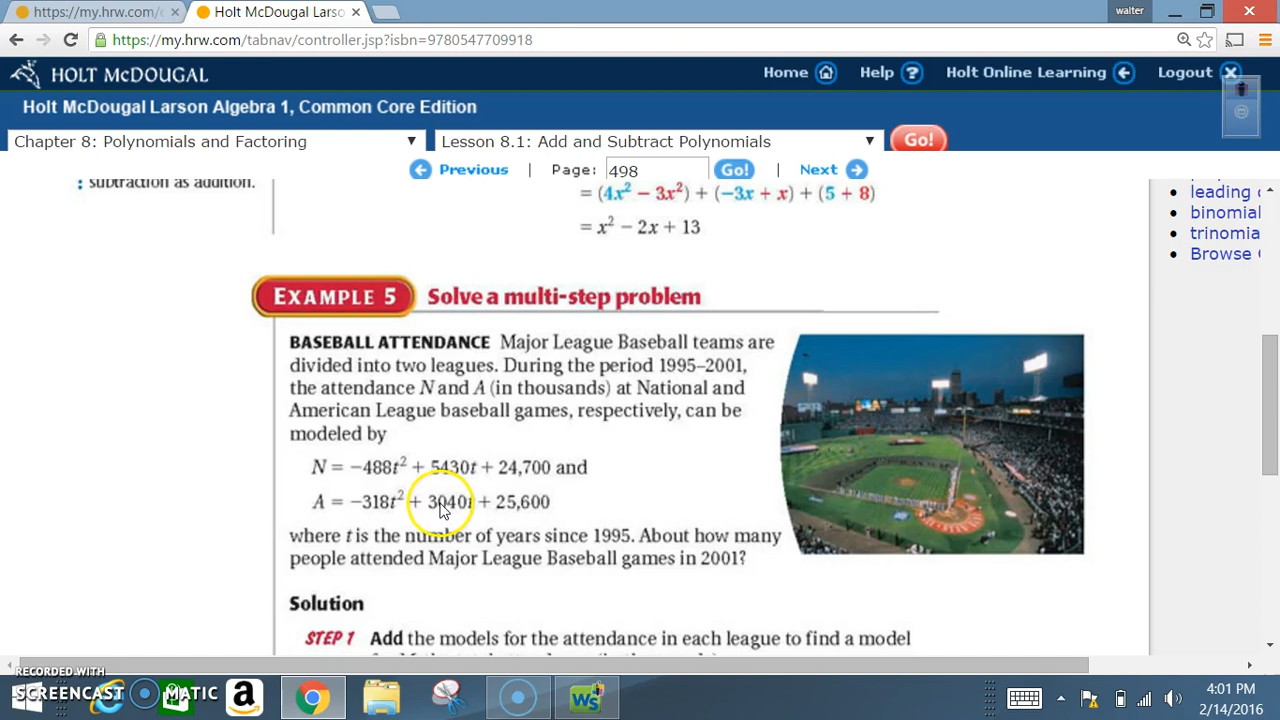 https://my.hrw.com/
Holt McDougal Larso
walter
https://my.hrw.com/tabnav/controller.jsp?isbn=9780547709918
HOLT MCDOUGAL
Home
Help ?
Holt Online Learning
Logout X
Holt McDougal Larson Algebra 1, Common Core Edition
Chapter 8: Polynomials and Factoring
Lesson 8.1: Add and Subtract Polynomials
Go!
Previous | Page: 498 Go! | Next
subtraction as addition.
= (4x² − 3x²) + (−3x + x) + (5 + 8)
= x² − 2x + 13
leading
binomial
trinomia
Browse
EXAMPLE 5 Solve a multi-step problem
BASEBALL ATTENDANCE Major League Baseball teams are
divided into two leagues. During the period 1995–2001,
the attendance N and A (in thousands) at National and
American League baseball games, respectively, can be
modeled by
N = −488t² + 5430t + 24,700 and
A = −318t² + 3040t + 25,600
where t is the number of years since 1995. About how many
people attended Major League Baseball games in 2001?
Solution
STEP 1 Add the models for the attendance in each league to find a model
RECORDED WITH
SCREENCAST MATIC
WS
4:01 PM
2/14/2016